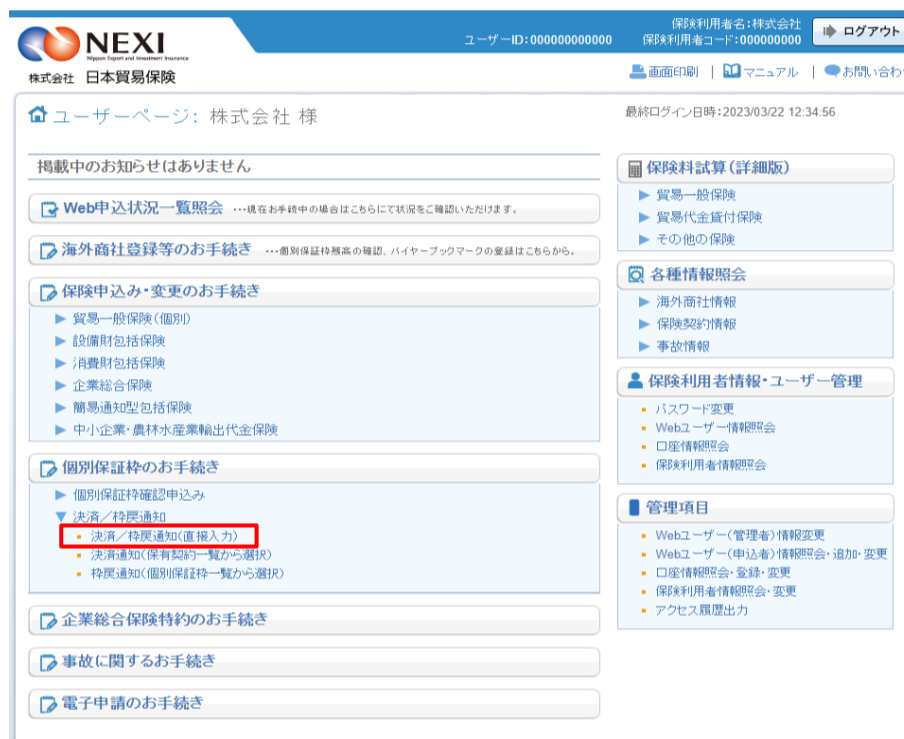 NEXI
Nippon Export and Investment Insurance
株式会社 日本貿易保険
ユーザーID:000000000000
保険利用者名:株式会社
保険利用者コード:000000000
ログアウト
画面印刷 | マニュアル | お問い合わ
ユーザーページ: 株式会社 様
最終ログイン日時:2023/03/22 12:34:56
掲載中のお知らせはありません
Web申込状況一覧照会 …現在お手続中の場合はこちらにて状況をご確認いただけます。
海外商社登録等のお手続き …個別保証枠残高の確認、バイヤーブックマークの登録はこちらから。
保険申込み・変更のお手続き
貿易一般保険(個別)
設備財包括保険
消費財包括保険
企業総合保険
簡易通知型包括保険
中小企業・農林水産業輸出代金保険
個別保証枠のお手続き
個別保証枠確認申込み
決済/枠戻通知
決済/枠戻通知(直接入力)
決済通知(保有契約一覧から選択)
枠戻通知(個別保証枠一覧から選択)
企業総合保険特約のお手続き
事故に関するお手続き
電子申請のお手続き
保険料試算(詳細版)
貿易一般保険
貿易代金貸付保険
その他の保険
各種情報照会
海外商社情報
保険契約情報
事故情報
保険利用者情報・ユーザー管理
パスワード変更
Webユーザー情報照会
口座情報照会
保険利用者情報照会
管理項目
Webユーザー(管理者)情報変更
Webユーザー(申込者)情報照会・追加・変更
口座情報照会・登録・変更
保険利用者情報照会・変更
アクセス履歴出力